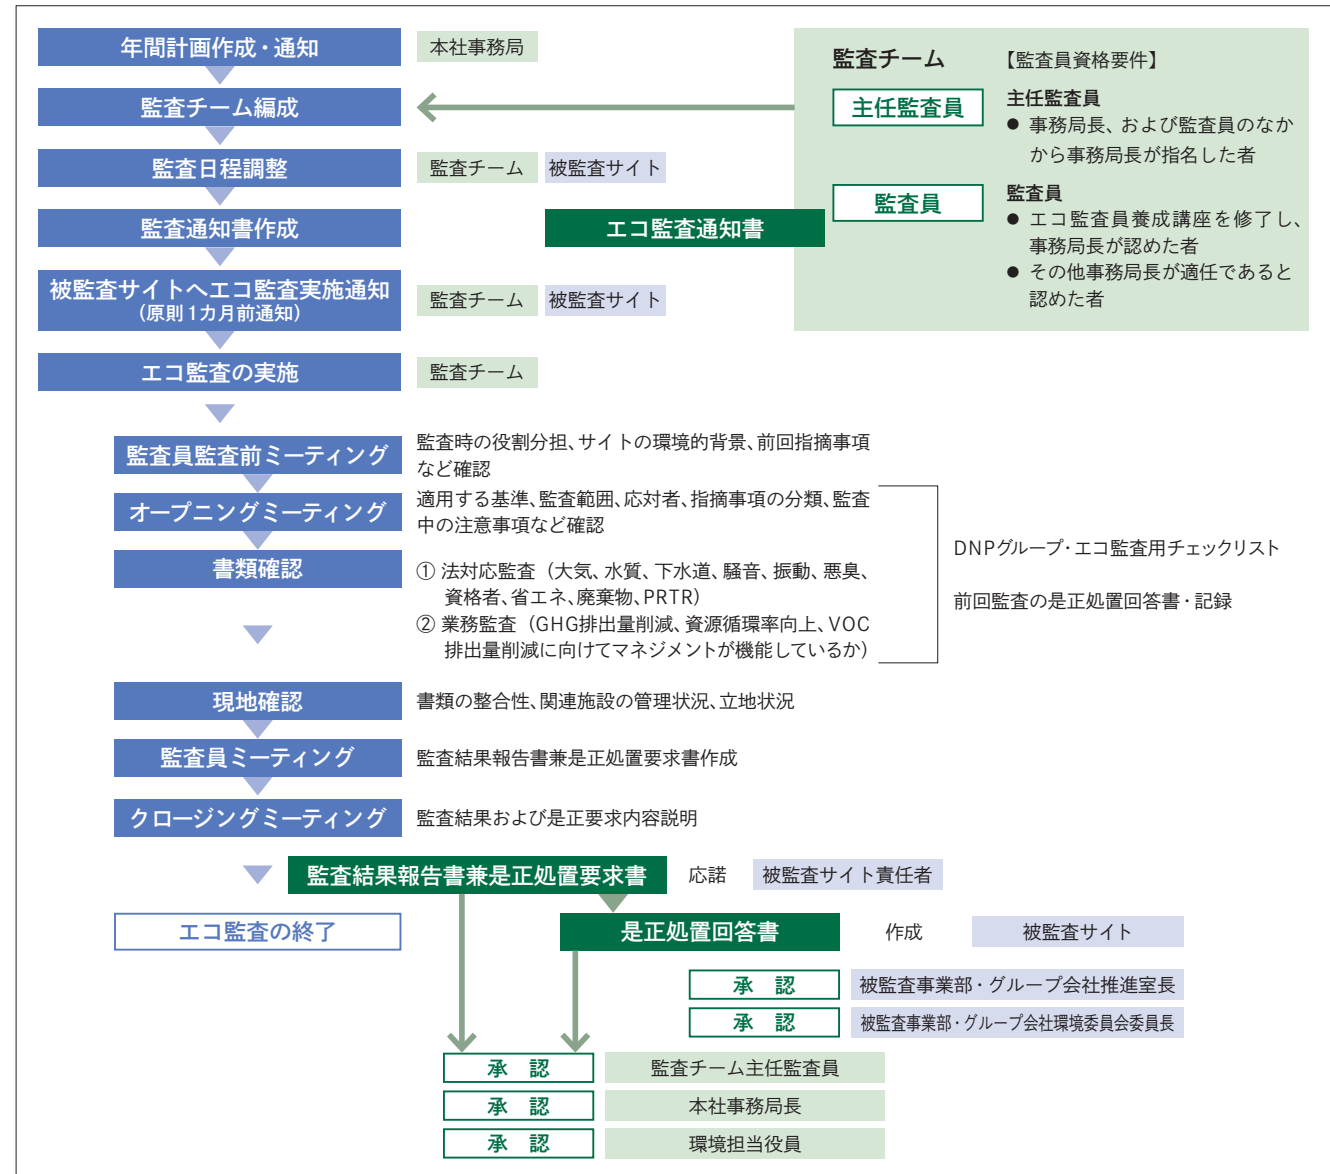 年間計画作成・通知
本社事務局
監査チーム編成
監査日程調整
監査チーム
被監査サイト
監査通知書作成
エコ監査通知書
被監査サイトへエコ監査実施通知
(原則1カ月前通知)
監査チーム
被監査サイト
エコ監査の実施
監査チーム
監査チーム
【監査員資格要件】
主任監査員
主任監査員
● 事務局長、および監査員のなか
から事務局長が指名した者
監査員
監査員
● エコ監査員養成講座を修了し、
事務局長が認めた者
● その他事務局長が適任であると
認めた者
監査員監査前ミーティング
監査時の役割分担、サイトの環境的背景、前回指摘事項
など確認
オープニングミーティング
適用する基準、監査範囲、応対者、指摘事項の分類、監査
中の注意事項など確認
書類確認
① 法対応監査（大気、水質、下水道、騒音、振動、悪臭、
資格者、省エネ、廃棄物、PRTR）
② 業務監査（GHG排出量削減、資源循環率向上、VOC
排出量削減に向けてマネジメントが機能しているか）
DNPグループ・エコ監査用チェックリスト
前回監査の是正処置回答書・記録
現地確認
書類の整合性、関連施設の管理状況、立地状況
監査員ミーティング
監査結果報告書兼是正処置要求書作成
クロージングミーティング
監査結果および是正要求内容説明
監査結果報告書兼是正処置要求書
応諾
被監査サイト責任者
エコ監査の終了
是正処置回答書
作成
被監査サイト
承　認
被監査事業部・グループ会社推進室長
承　認
被監査事業部・グループ会社環境委員会委員長
承　認
監査チーム主任監査員
承　認
本社事務局長
承　認
環境担当役員